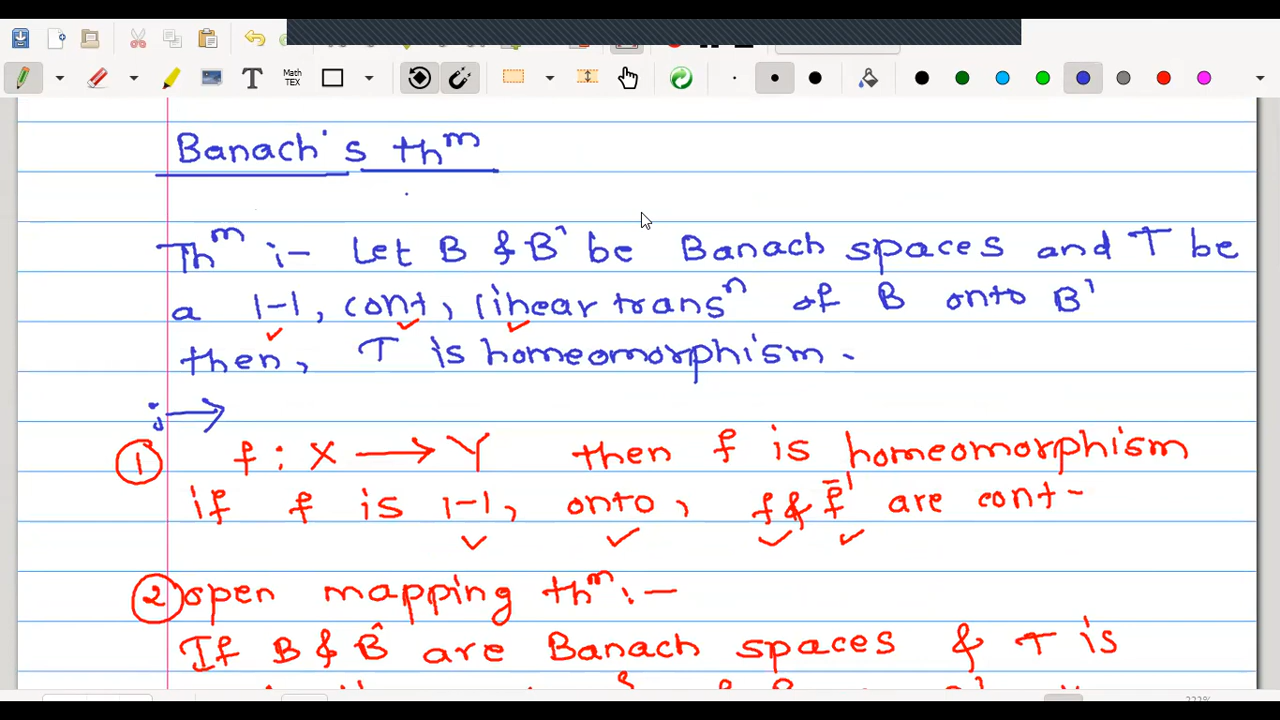 Math
TEX
Banach's thm
Thm :- Let B & B' be Banach spaces and T be
a 1-1, cont, linear transn of B onto B'
then, T is homeomorphism.
① f : X → Y then f is homeomorphism
if f is 1-1, onto, f & f⁻¹ are cont-
② open mapping thm :-
If B & B' are Banach spaces & T is